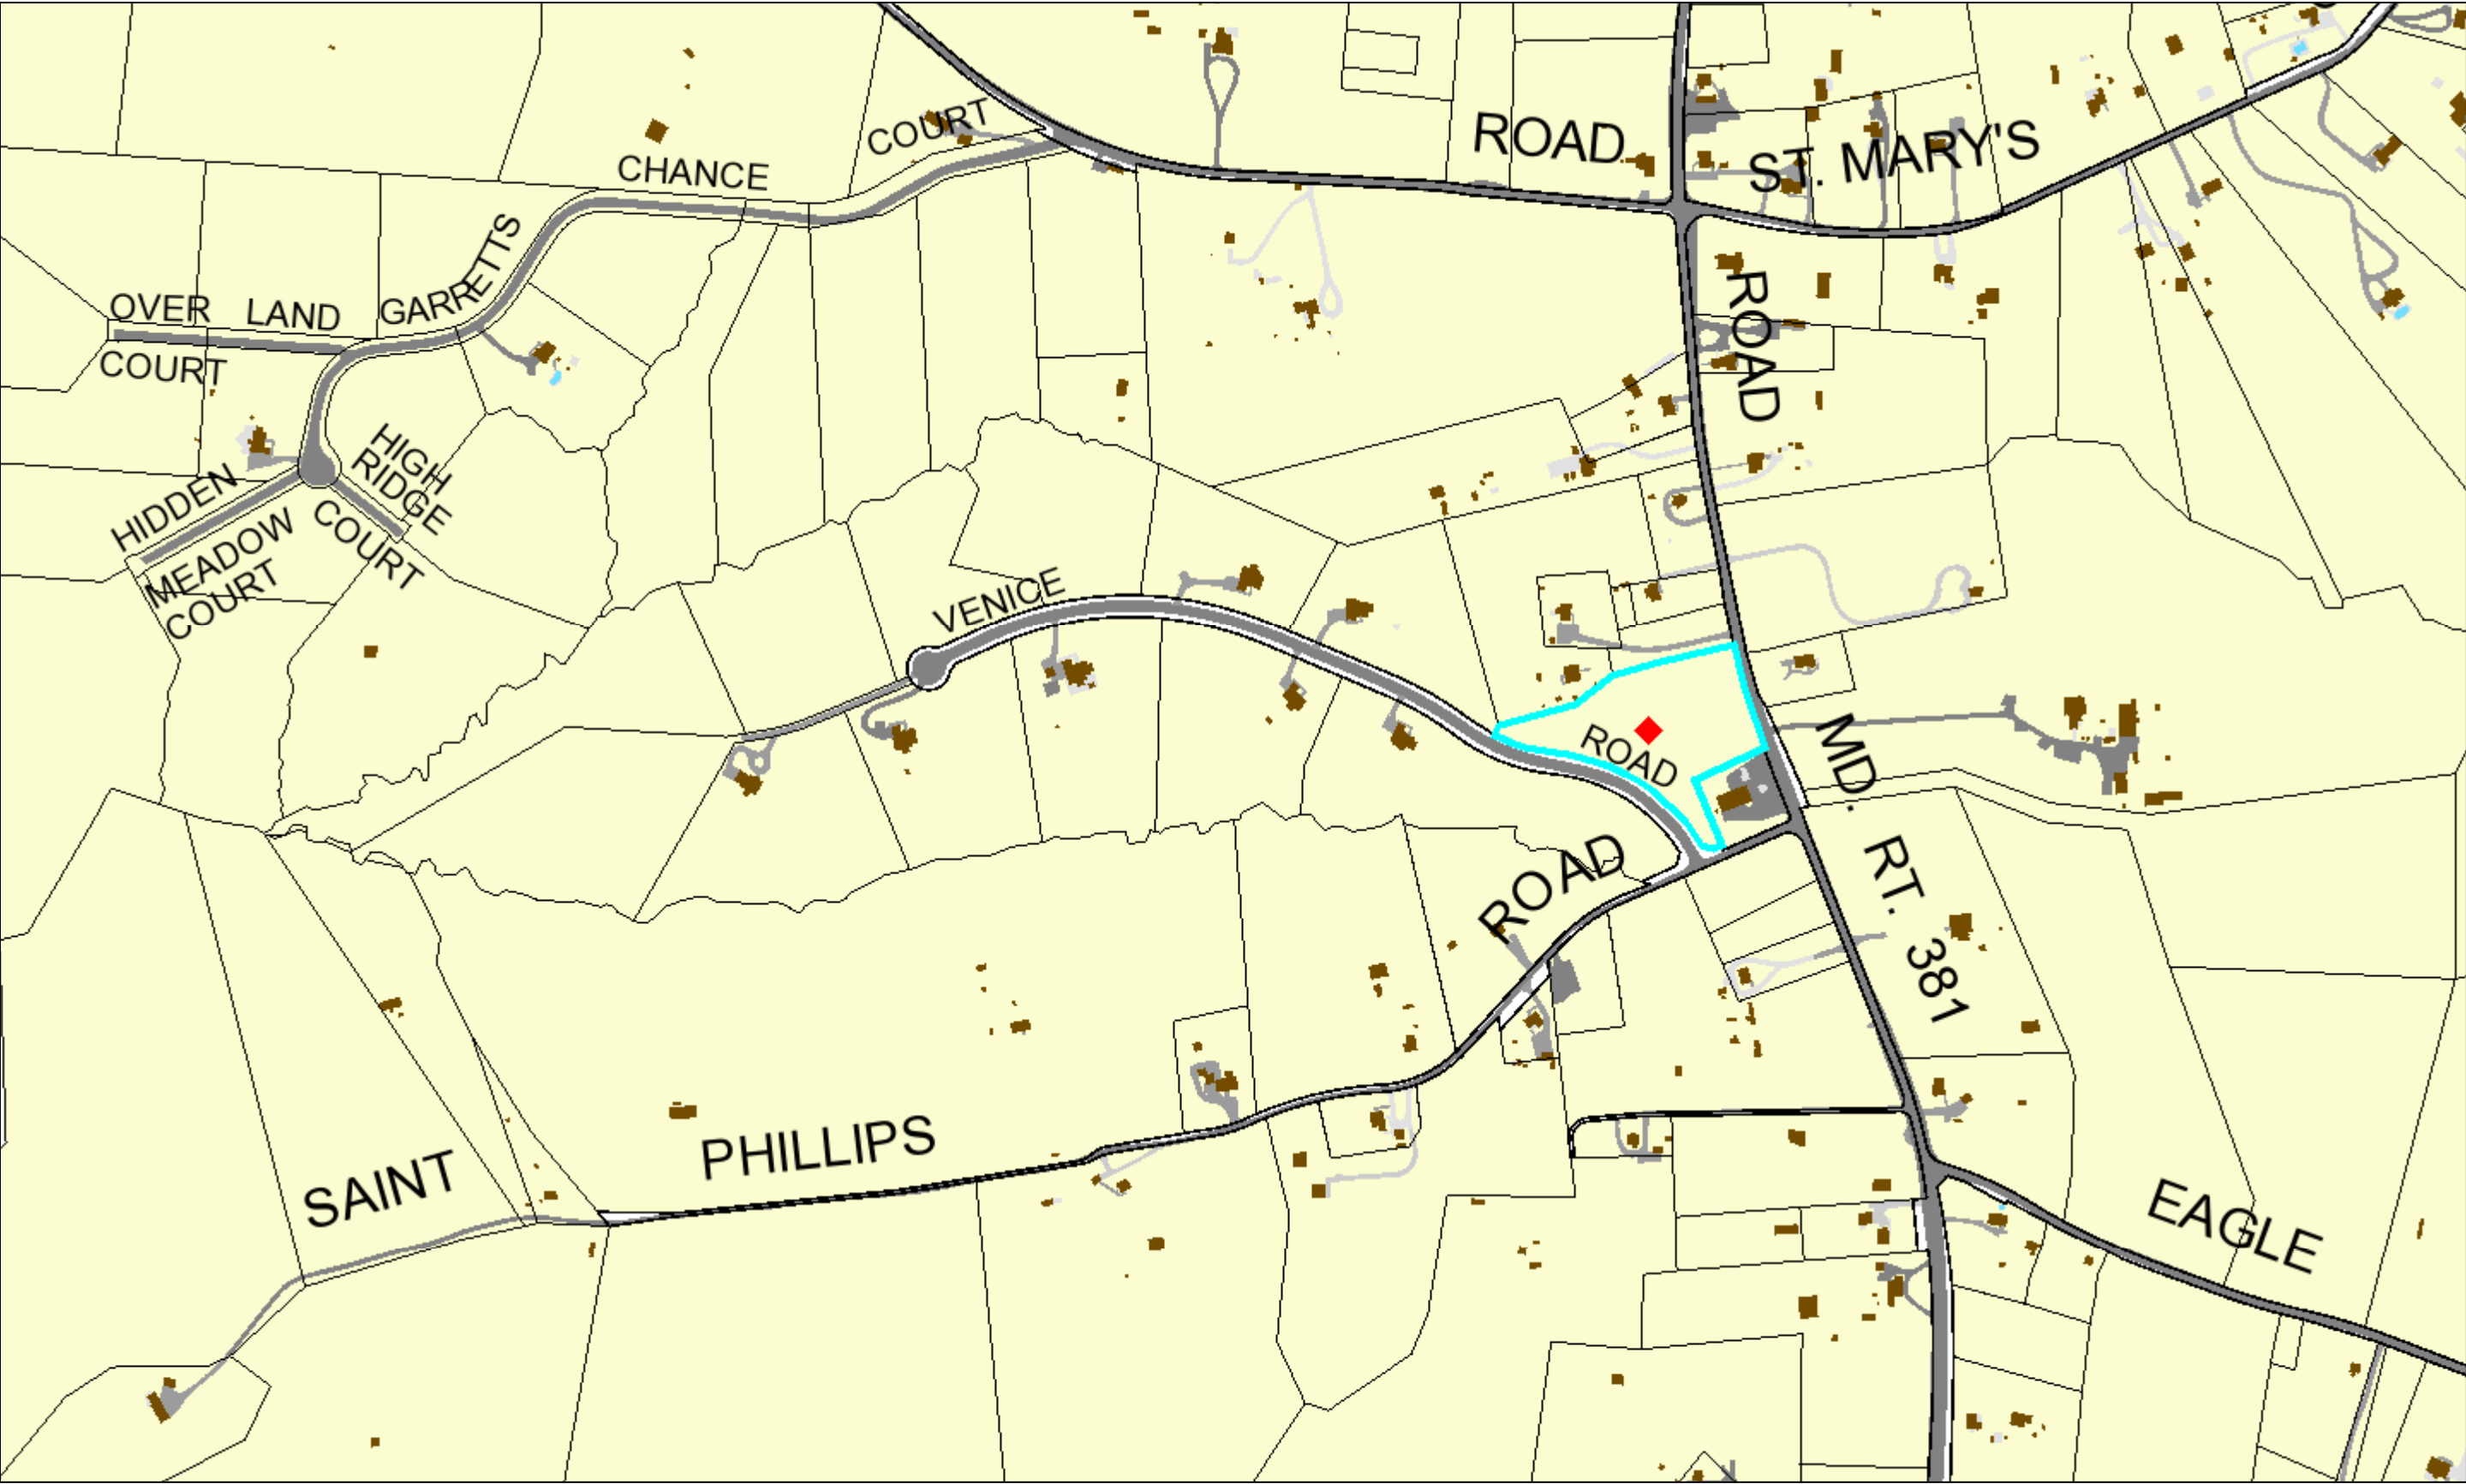 COURT
CHANCE
GARRETTS
ROAD
ST. MARY'S
ROAD
OVER LAND
COURT
HIGH
RIDGE
COURT
HIDDEN
MEADOW
COURT
VENICE
ROAD
MD. RT. 381
ROAD
PHILLIPS
SAINT
EAGLE